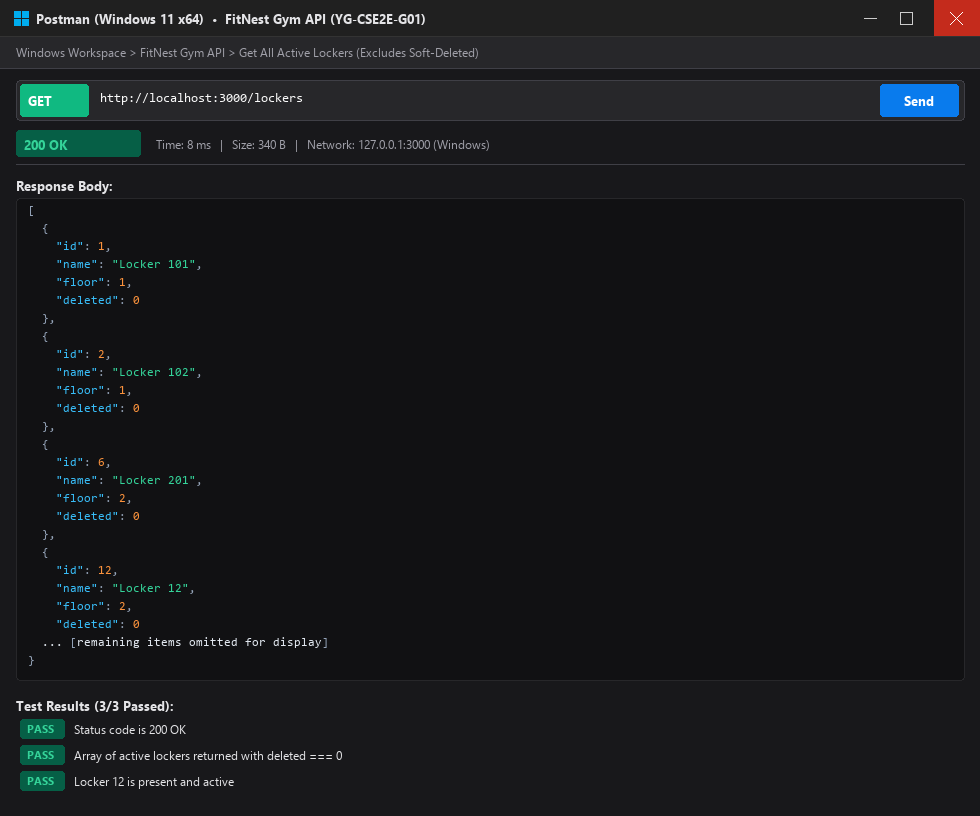 Postman (Windows 11 x64)  •  FitNest Gym API (YG-CSE2E-G01)
Windows Workspace > FitNest Gym API > Get All Active Lockers (Excludes Soft-Deleted)
GET http://localhost:3000/lockers Send
200 OK Time: 8 ms | Size: 340 B | Network: 127.0.0.1:3000 (Windows)
Response Body:
[
  {
    "id": 1,
    "name": "Locker 101",
    "floor": 1,
    "deleted": 0
  },
  {
    "id": 2,
    "name": "Locker 102",
    "floor": 1,
    "deleted": 0
  },
  {
    "id": 6,
    "name": "Locker 201",
    "floor": 2,
    "deleted": 0
  },
  {
    "id": 12,
    "name": "Locker 12",
    "floor": 2,
    "deleted": 0
  ... [remaining items omitted for display]
}
Test Results (3/3 Passed):
PASS Status code is 200 OK
PASS Array of active lockers returned with deleted === 0
PASS Locker 12 is present and active